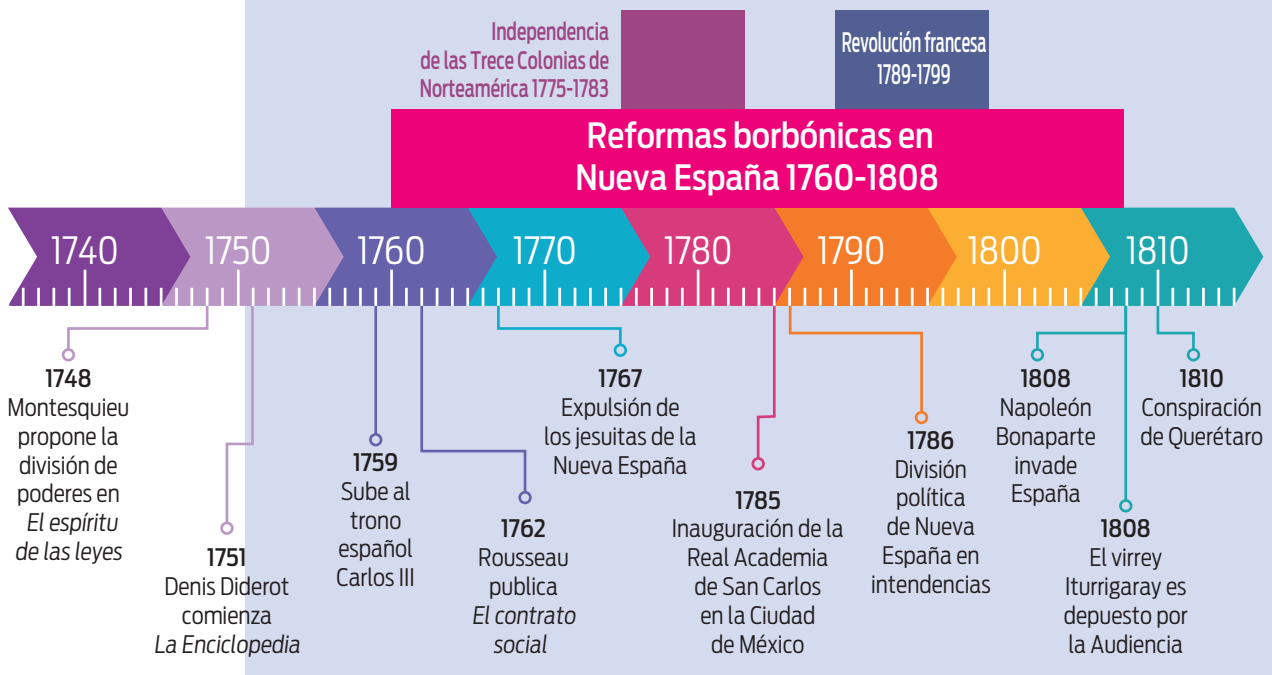 Independencia
de las Trece Colonias de
Norteamérica 1775-1783
Revolución francesa
1789-1799
Reformas borbónicas en
Nueva España 1760-1808
1740
1750
1760
1770
1780
1790
1800
1810
1748
Montesquieu
propone la
división de
poderes en
El espíritu
de las leyes
1751
Denis Diderot
comienza
La Enciclopedia
1759
Sube al
trono
español
Carlos III
1762
Rousseau
publica
El contrato
social
1767
Expulsión de
los jesuitas de la
Nueva España
1785
Inauguración de la
Real Academia
de San Carlos
en la Ciudad
de México
1786
División
política
de Nueva
España en
intendencias
1808
Napoleón
Bonaparte
invade
España
1808
El virrey
Iturrigaray es
depuesto por
la Audiencia
1810
Conspiración
de Querétaro